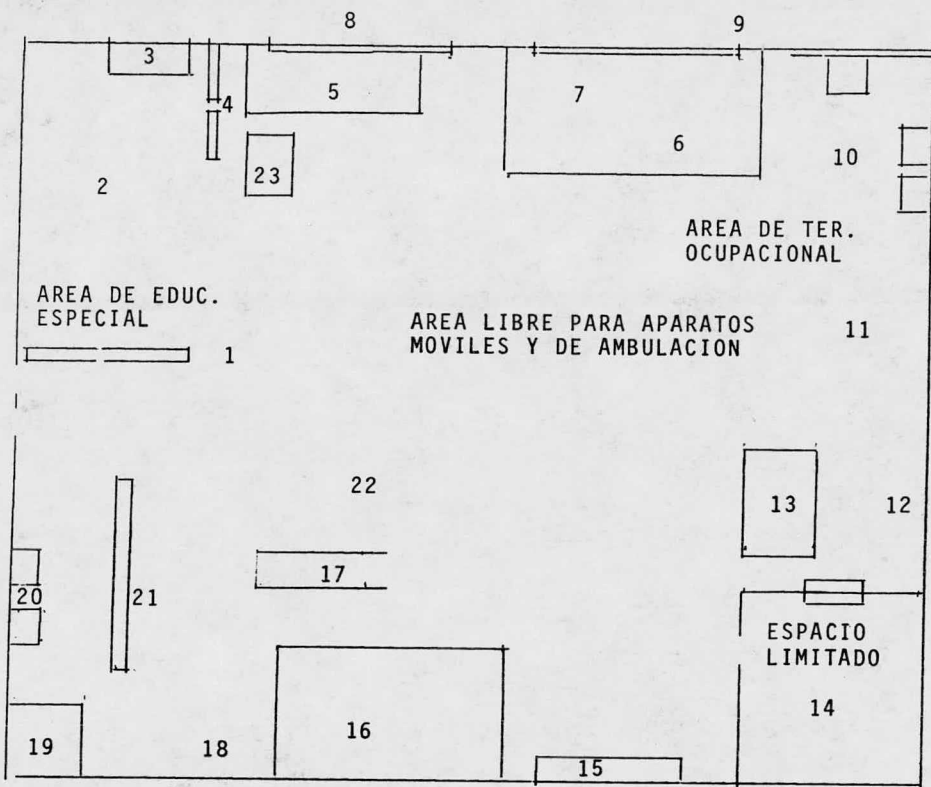 8
9
3
4
5
7
6
2
23
10
AREA DE TER.
OCUPACIONAL
AREA DE EDUC.
ESPECIAL
1
AREA LIBRE PARA APARATOS
MOVILES Y DE AMBULACION
11
22
13
12
17
20
21
ESPACIO
LIMITADO
14
16
18
19
15